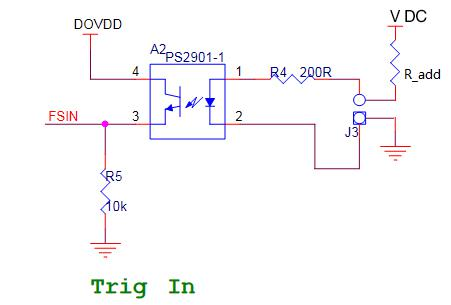 V DC
DOVDD
A2
PS2901-1
4
1
R4 200R
R_add
FSIN
3
2
J3
R5
10k
Trig In